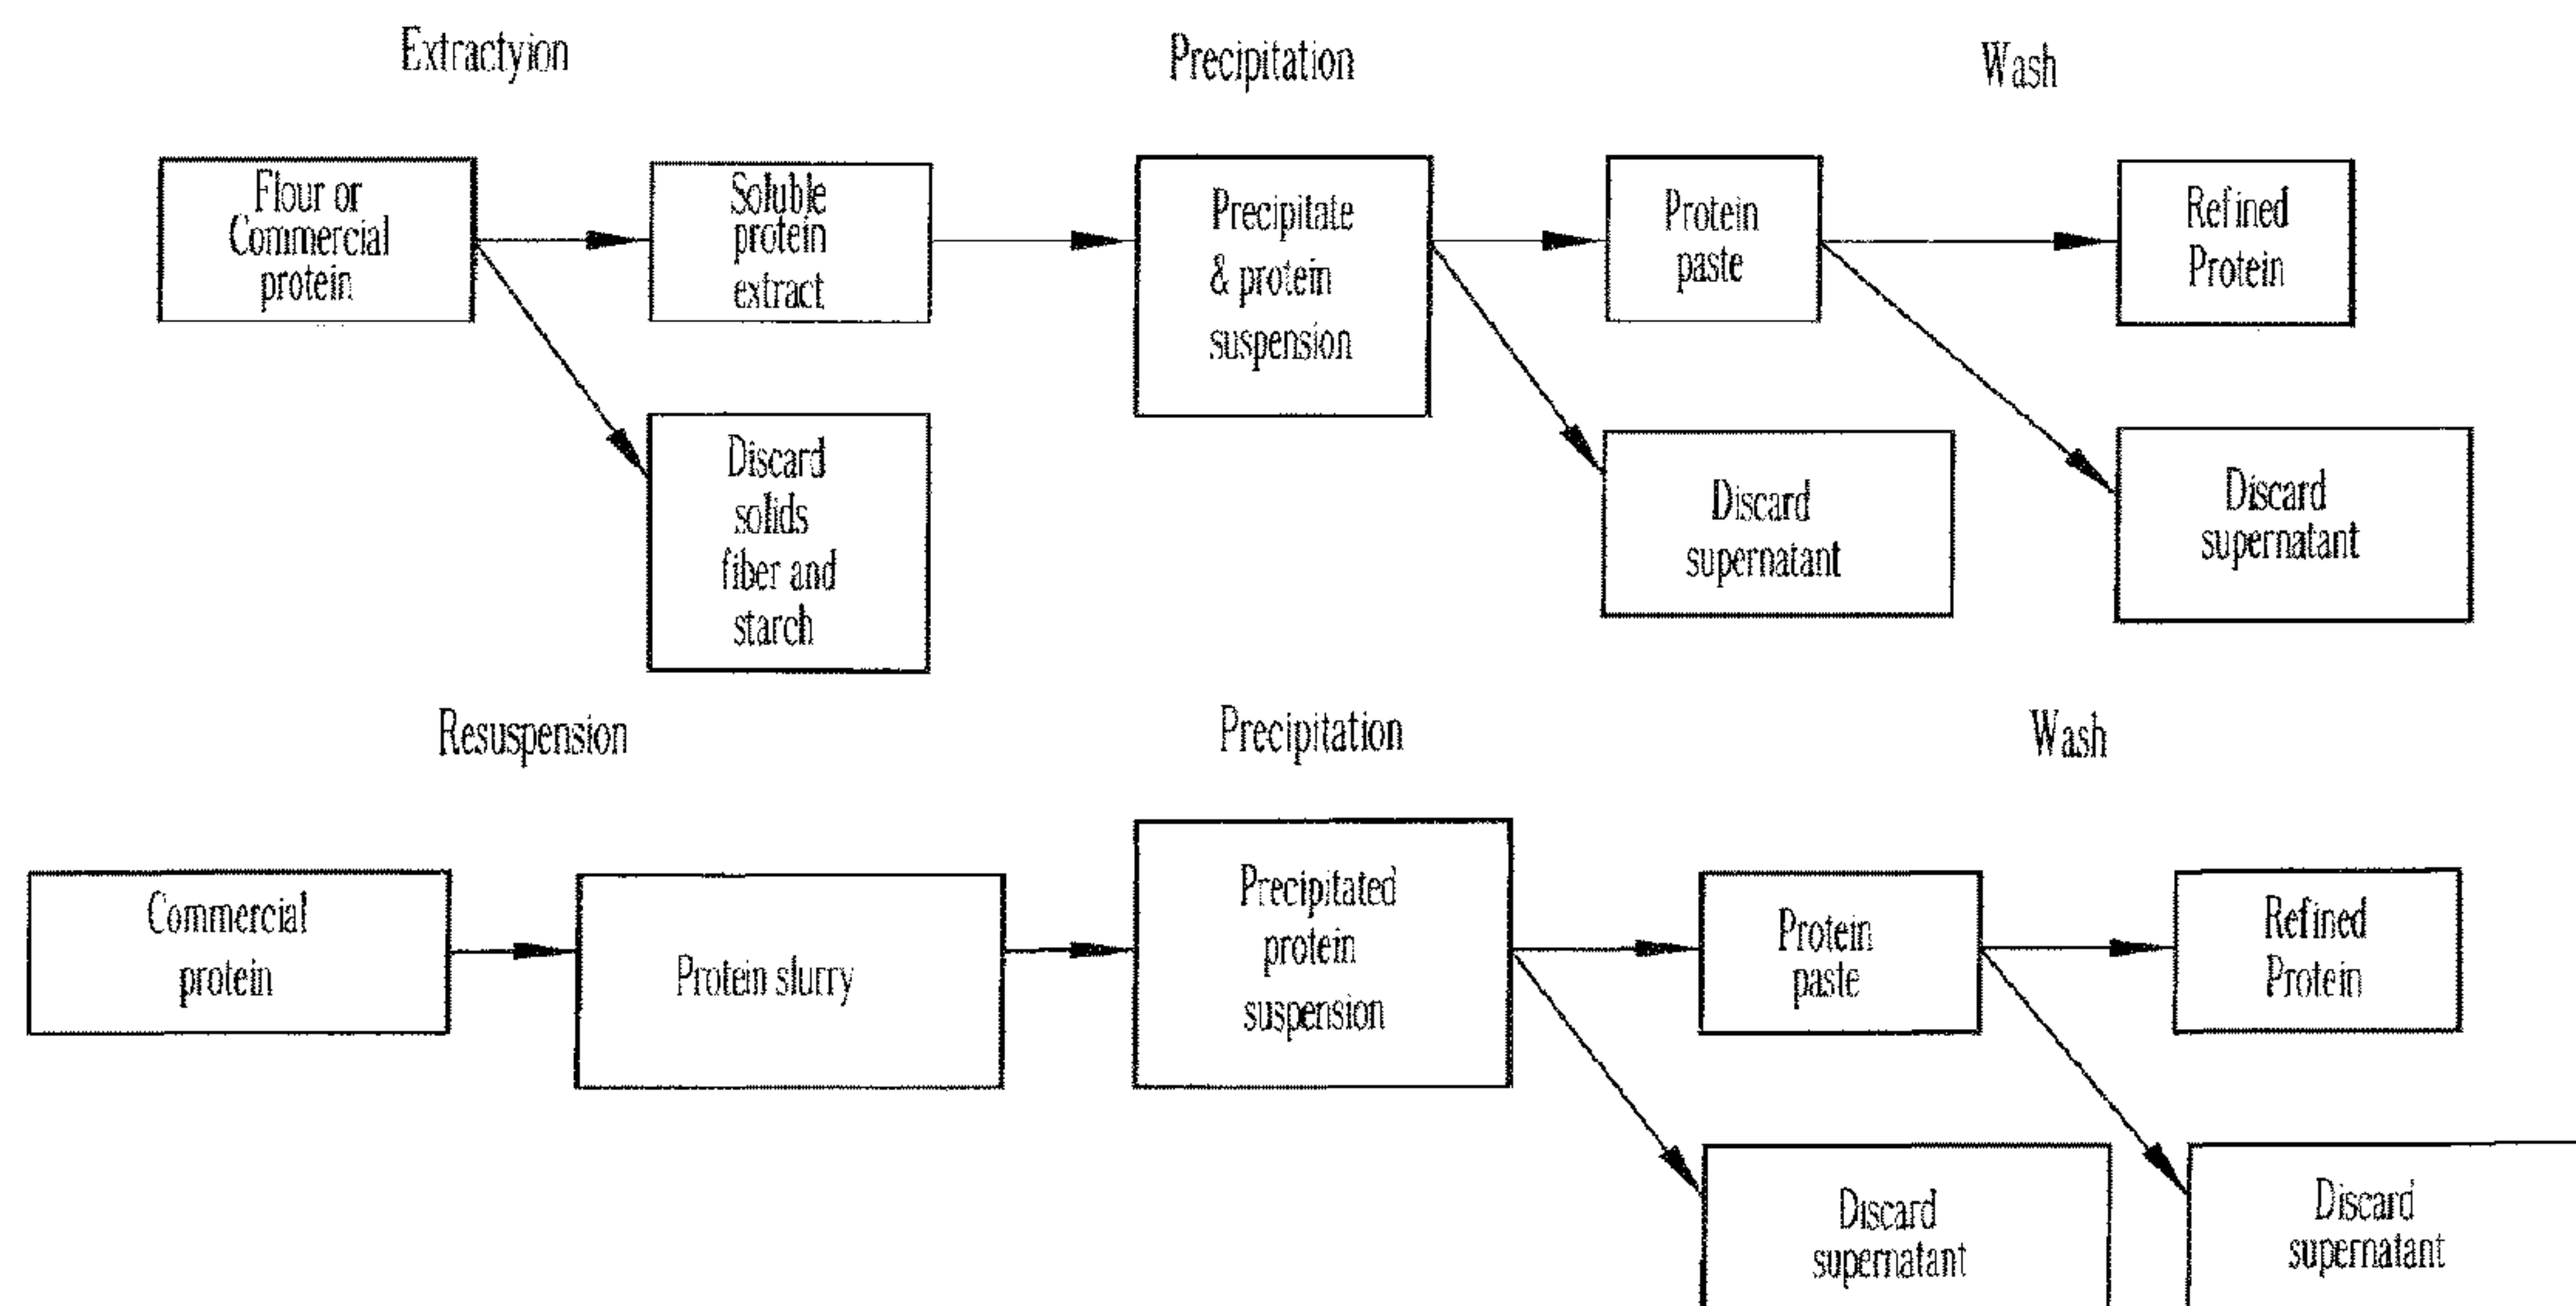 Extractyion
Precipitation
Wash
Flour or
Commercial
protein
Soluble
protein
extract
Precipitate
& protein
suspension
Protein
paste
Refined
Protein
Discard
solids
fiber and
starch
Discard
supernatant
Discard
supernatant
Resuspension
Precipitation
Wash
Commercial
protein
Protein slurry
Precipitated
protein
suspension
Protein
paste
Refined
Protein
Discard
supernatant
Discard
supernatant